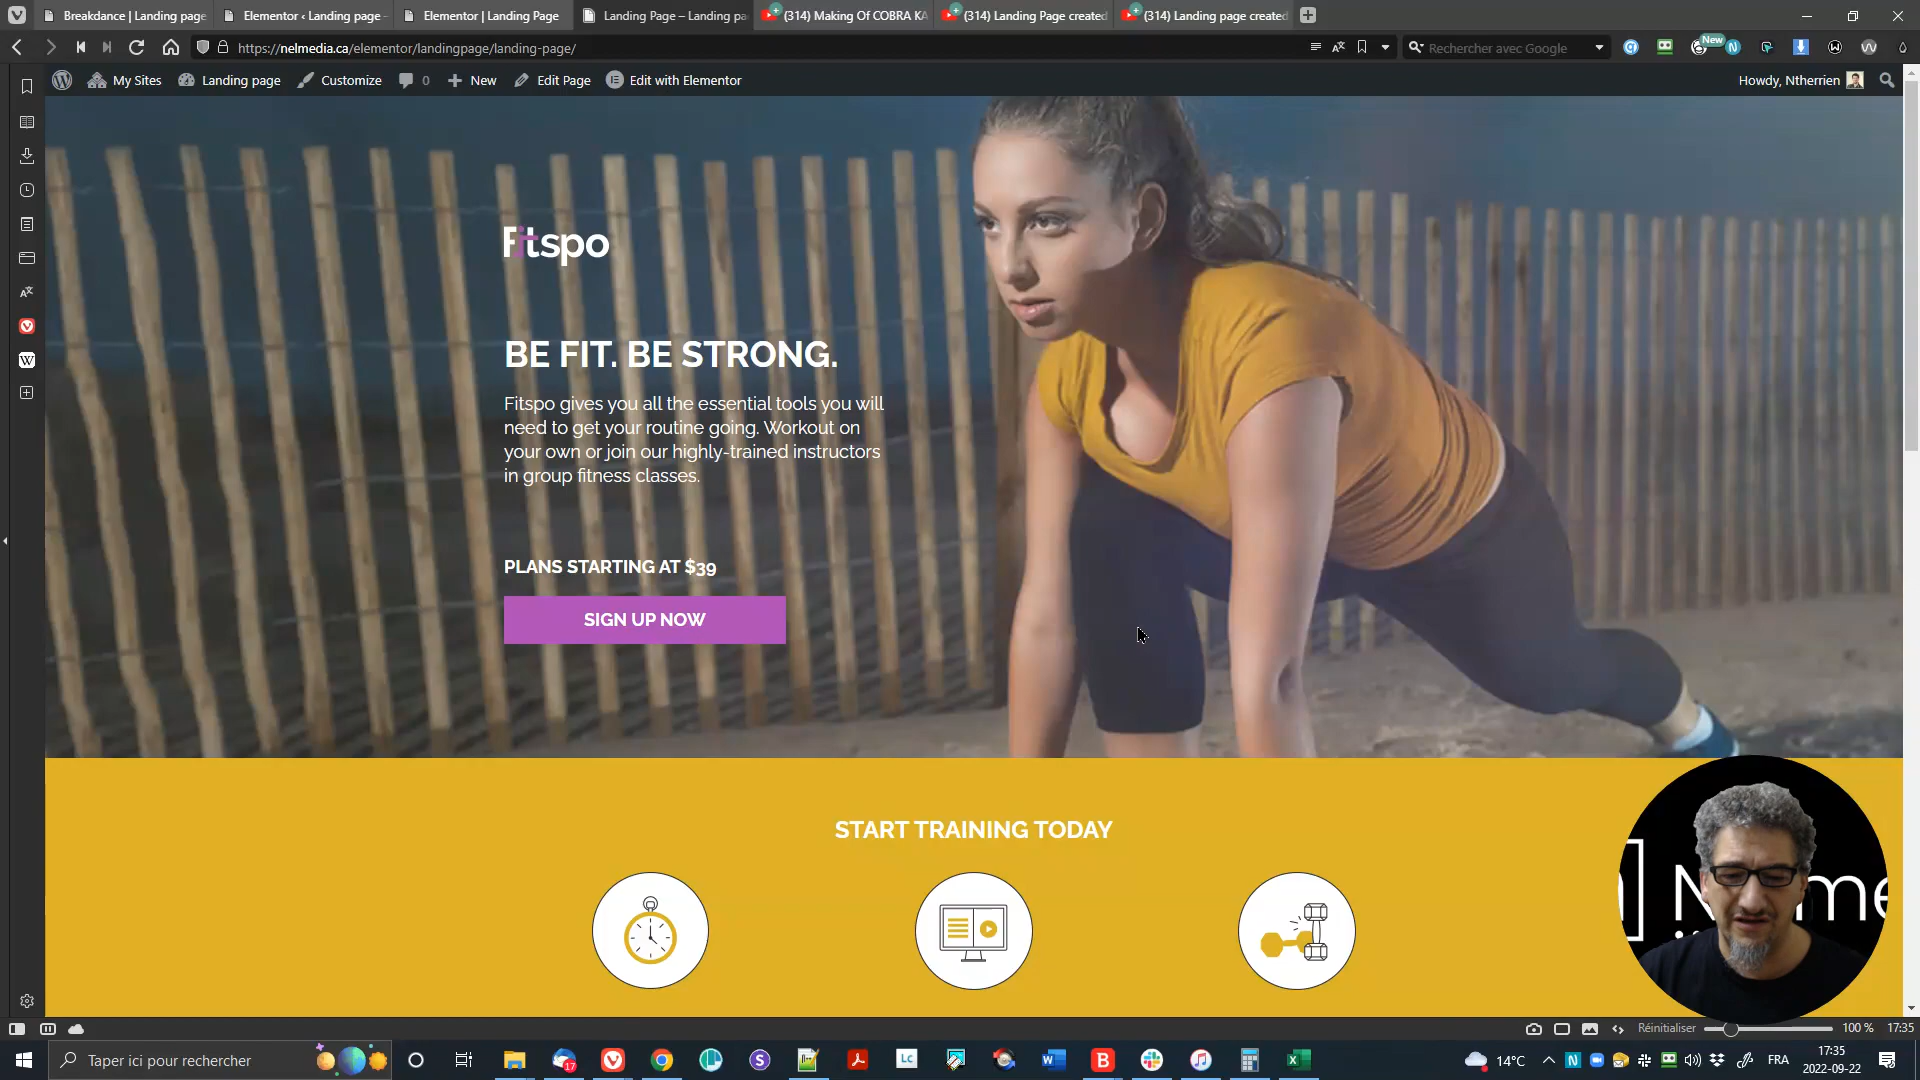 Breakdance | Landing page
Elementor ‹ Landing page -
Elementor | Landing Page
Landing Page – Landing pa
(314) Making Of COBRA KA
(314) Landing Page created
(314) Landing page created
https://nelmedia.ca/elementor/landingpage/landing-page/
Rechercher avec Google
New
My Sites
Landing page
Customize
0
New
Edit Page
Edit with Elementor
Howdy, Ntherrien
Fitspo
BE FIT. BE STRONG.
Fitspo gives you all the essential tools you will
need to get your routine going. Workout on
your own or join our highly-trained instructors
in group fitness classes.
PLANS STARTING AT $39
SIGN UP NOW
START TRAINING TODAY
Réinitialiser
100 %
17:35
Taper ici pour rechercher
17
LC
14°C
FRA
17:35
2022-09-22